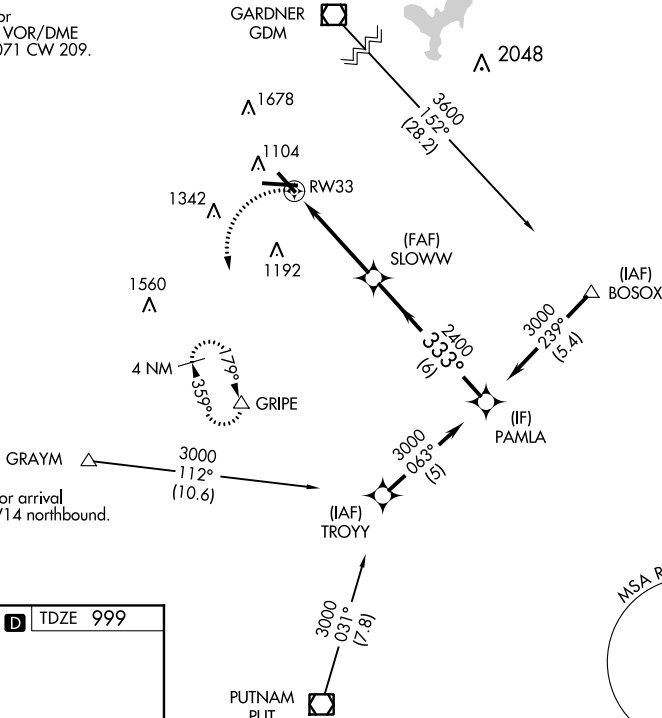 or
VOR/DME
071 CW 209.
GARDNER
GDM
2048
1678
3600
152°
(28.2)
1104
RW33
1342
(FAF)
SLOWW
1192
(IAF)
BOSOX
1560
3000
239°
(5.4)
2400
333°
(6)
4 NM
179°
359°
GRIPE
(IF)
PAMLA
GRAYM
3000
112°
(10.6)
3000
063°
(5)
or arrival
/14 northbound.
(IAF)
TROYY
MSA R
D TDZE 999
3000
031°
(7.8)
PUTNAM
PUT